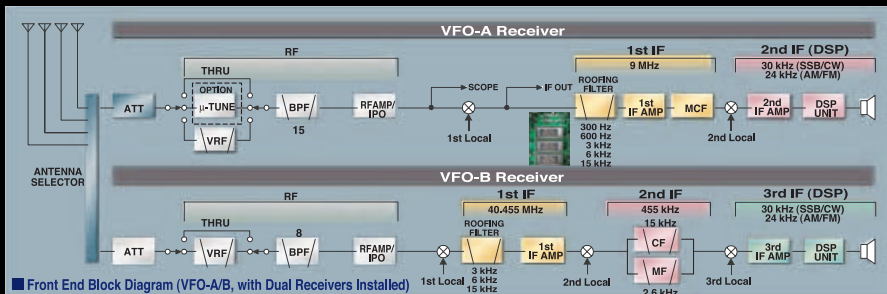 VFO-A Receiver
RF
1st IF
9 MHz
2nd IF (DSP)
30 kHz (SSB/CW)
24 kHz (AM/FM)
THRU
OPTION
μ-TUNE
ATT
VRF
BPF
15
RFAMP/
IPO
SCOPE
IF OUT
1st Local
ROOFING
FILTER
300 Hz
600 Hz
3 kHz
6 kHz
15 kHz
1st
IF AMP
MCF
2nd Local
2nd
IF AMP
DSP
UNIT
ANTENNA
SELECTOR
VFO-B Receiver
RF
1st IF
40.455 MHz
2nd IF
455 kHz
3rd IF (DSP)
30 kHz (SSB/CW)
24 kHz (AM/FM)
THRU
ATT
VRF
8
BPF
RFAMP/
IPO
1st Local
ROOFING
FILTER
3 kHz
6 kHz
15 kHz
1st
IF AMP
2nd Local
15 kHz
CF
MF
2.6 kHz
3rd Local
3rd
IF AMP
DSP
UNIT
■ Front End Block Diagram (VFO-A/B, with Dual Receivers Installed)